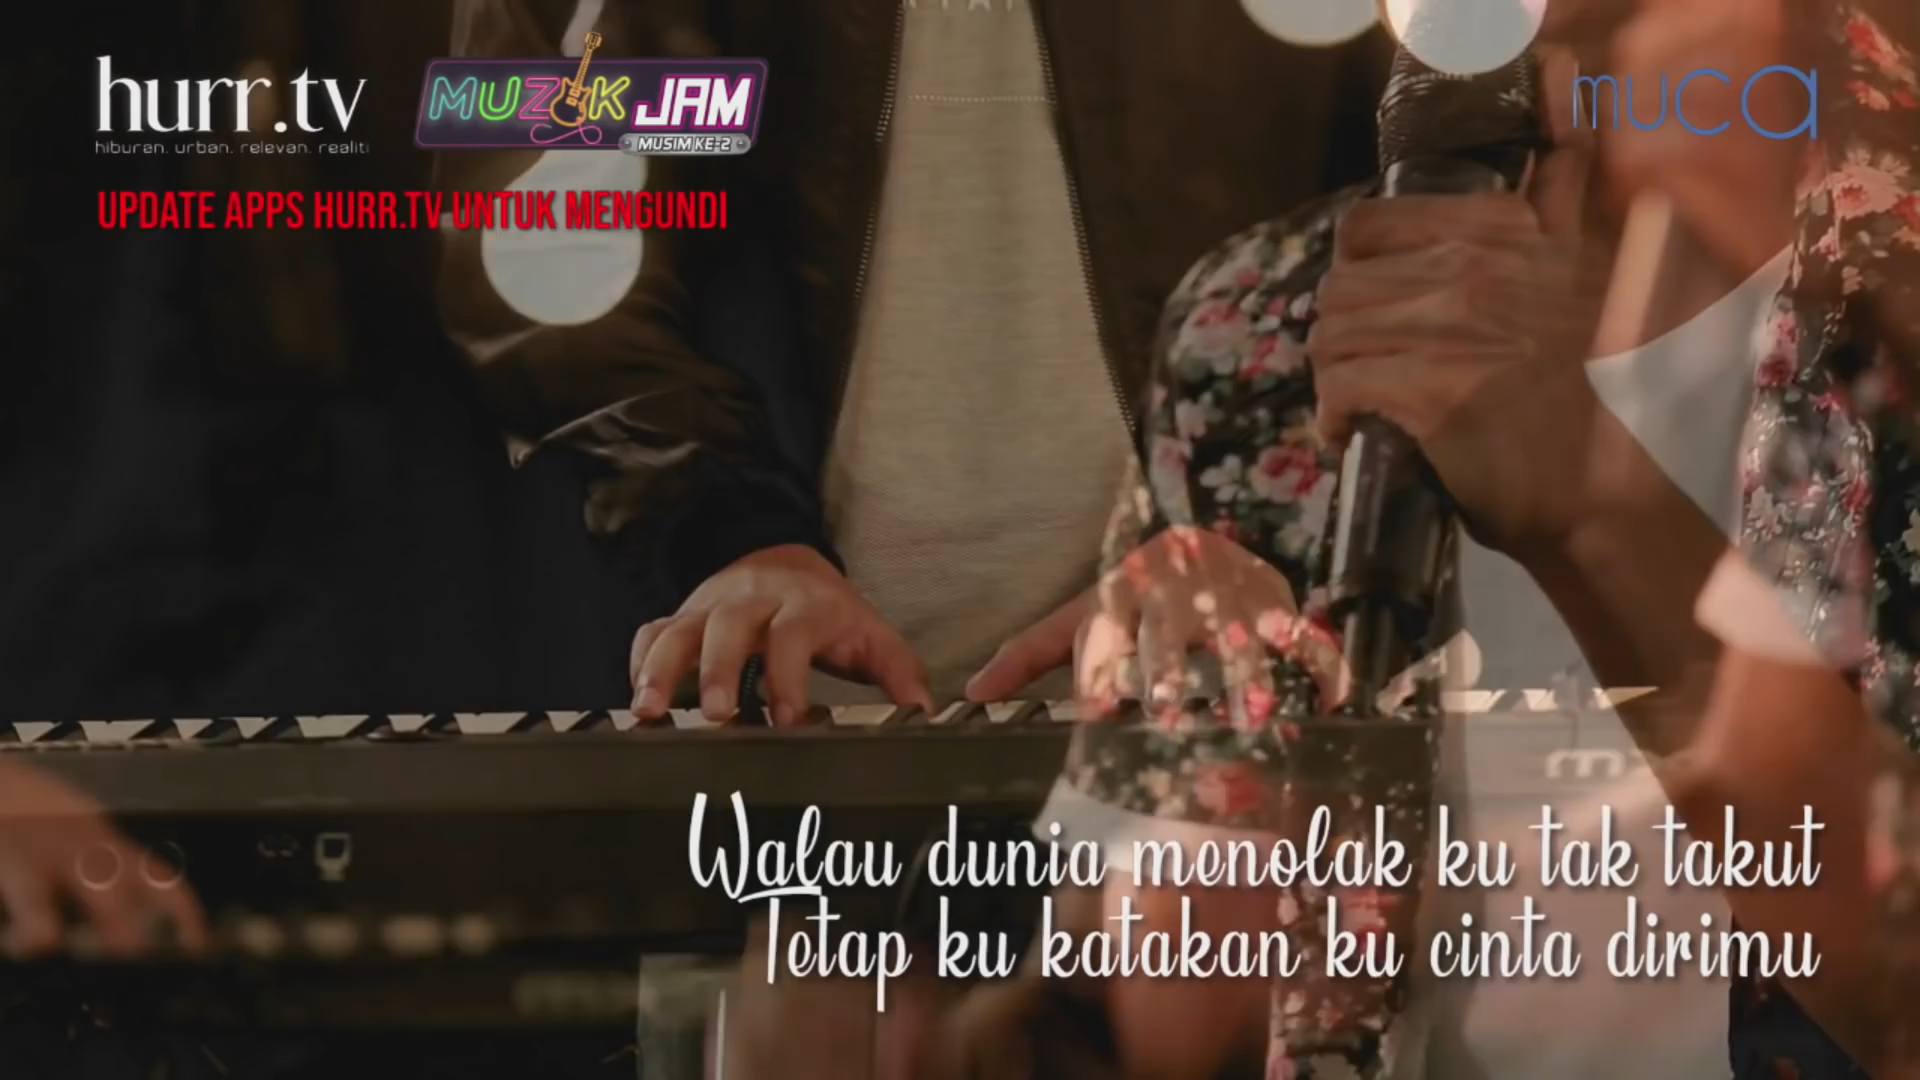 hurr.tv
hiburan. urban. relevan. realiti
MUZIK JAM
MUSIM KE-2
muca
UPDATE APPS HURR.TV UNTUK MENGUNDI
Walau dunia menolak ku tak takut
Tetap ku katakan ku cinta dirimu